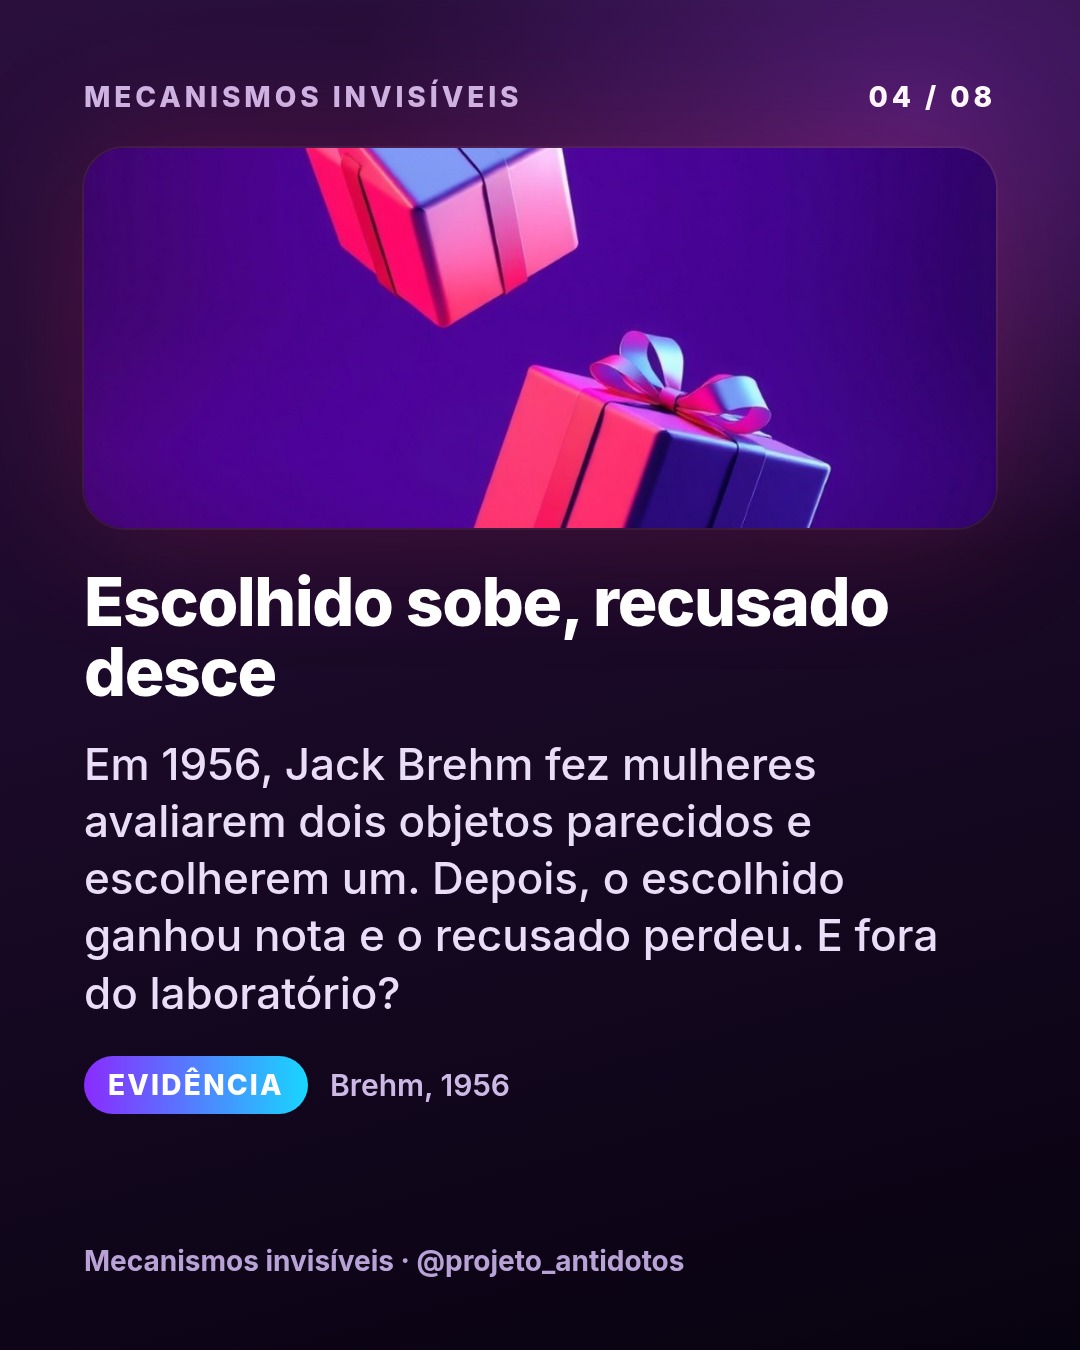 MECANISMOS INVISÍVEIS
04 / 08
Escolhido sobe, recusado
desce
Em 1956, Jack Brehm fez mulheres
avaliarem dois objetos parecidos e
escolherem um. Depois, o escolhido
ganhou nota e o recusado perdeu. E fora
do laboratório?
EVIDÊNCIA
Brehm, 1956
Mecanismos invisíveis · @projeto_antidotos